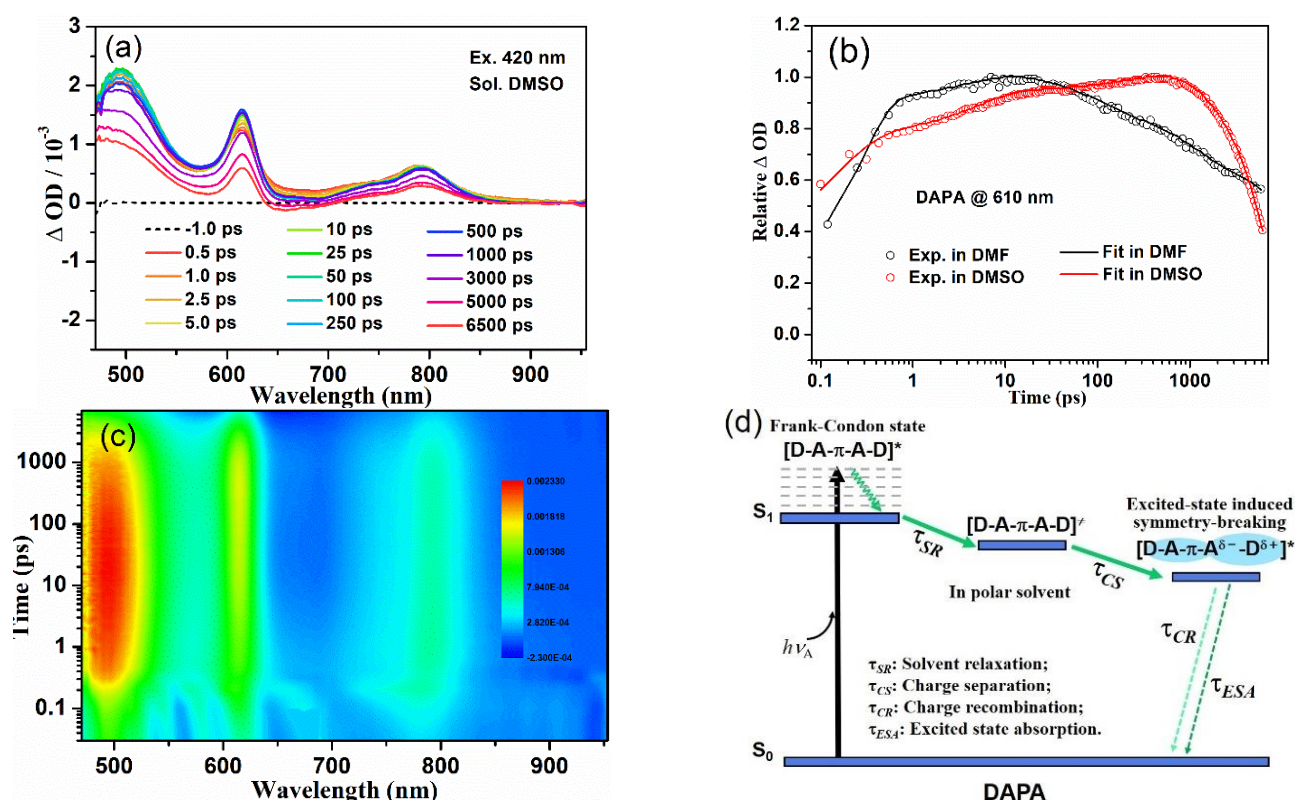 (a)
Ex. 420 nm
Sol. DMSO
Δ OD / 10⁻³
3
2
1
0
-1
-2
-1.0 ps
0.5 ps
1.0 ps
2.5 ps
5.0 ps
10 ps
25 ps
50 ps
100 ps
250 ps
500 ps
1000 ps
3000 ps
5000 ps
6500 ps
500 600 700 800 900
Wavelength (nm)
(b)
Relative Δ OD
1.2
1.0
0.8
0.6
0.4
0.2
0.0
DAPA @ 610 nm
Exp. in DMF
Exp. in DMSO
Fit in DMF
Fit in DMSO
0.1 1 10 100 1000
Time (ps)
(c)
Time (ps)
1000
100
10
1
0.1
0.002330
0.001818
0.001306
7.940E-04
2.820E-04
-2.300E-04
500 600 700 800 900
Wavelength (nm)
(d)
Frank-Condon state
[D-A-π-A-D]*
S₁
τSR
[D-A-π-A-D]≠
τCS
Excited-state induced
symmetry-breaking
[D-A-π-Aᵟ⁻-Dᵟ⁺]*
In polar solvent
hνA
τCR
τESA
τSR: Solvent relaxation;
τCS: Charge separation;
τCR: Charge recombination;
τESA: Excited state absorption.
S₀
DAPA